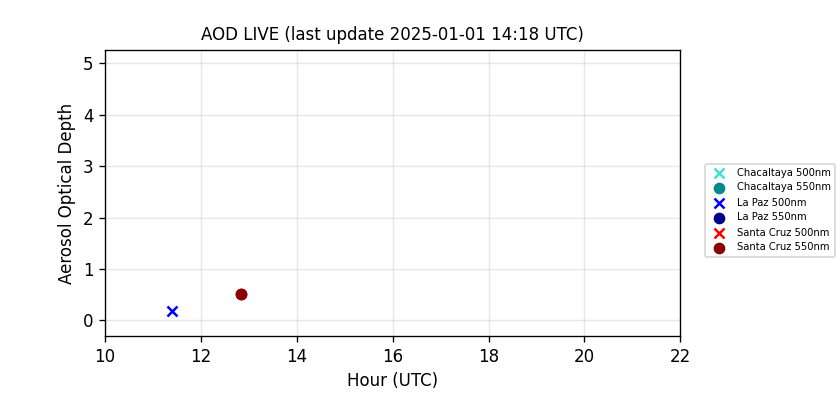 AOD LIVE (last update 2025-01-01 14:18 UTC)
Aerosol Optical Depth
5
4
3
2
1
0
10 12 14 16 18 20 22
Hour (UTC)
Chacaltaya 500nm
Chacaltaya 550nm
La Paz 500nm
La Paz 550nm
Santa Cruz 500nm
Santa Cruz 550nm